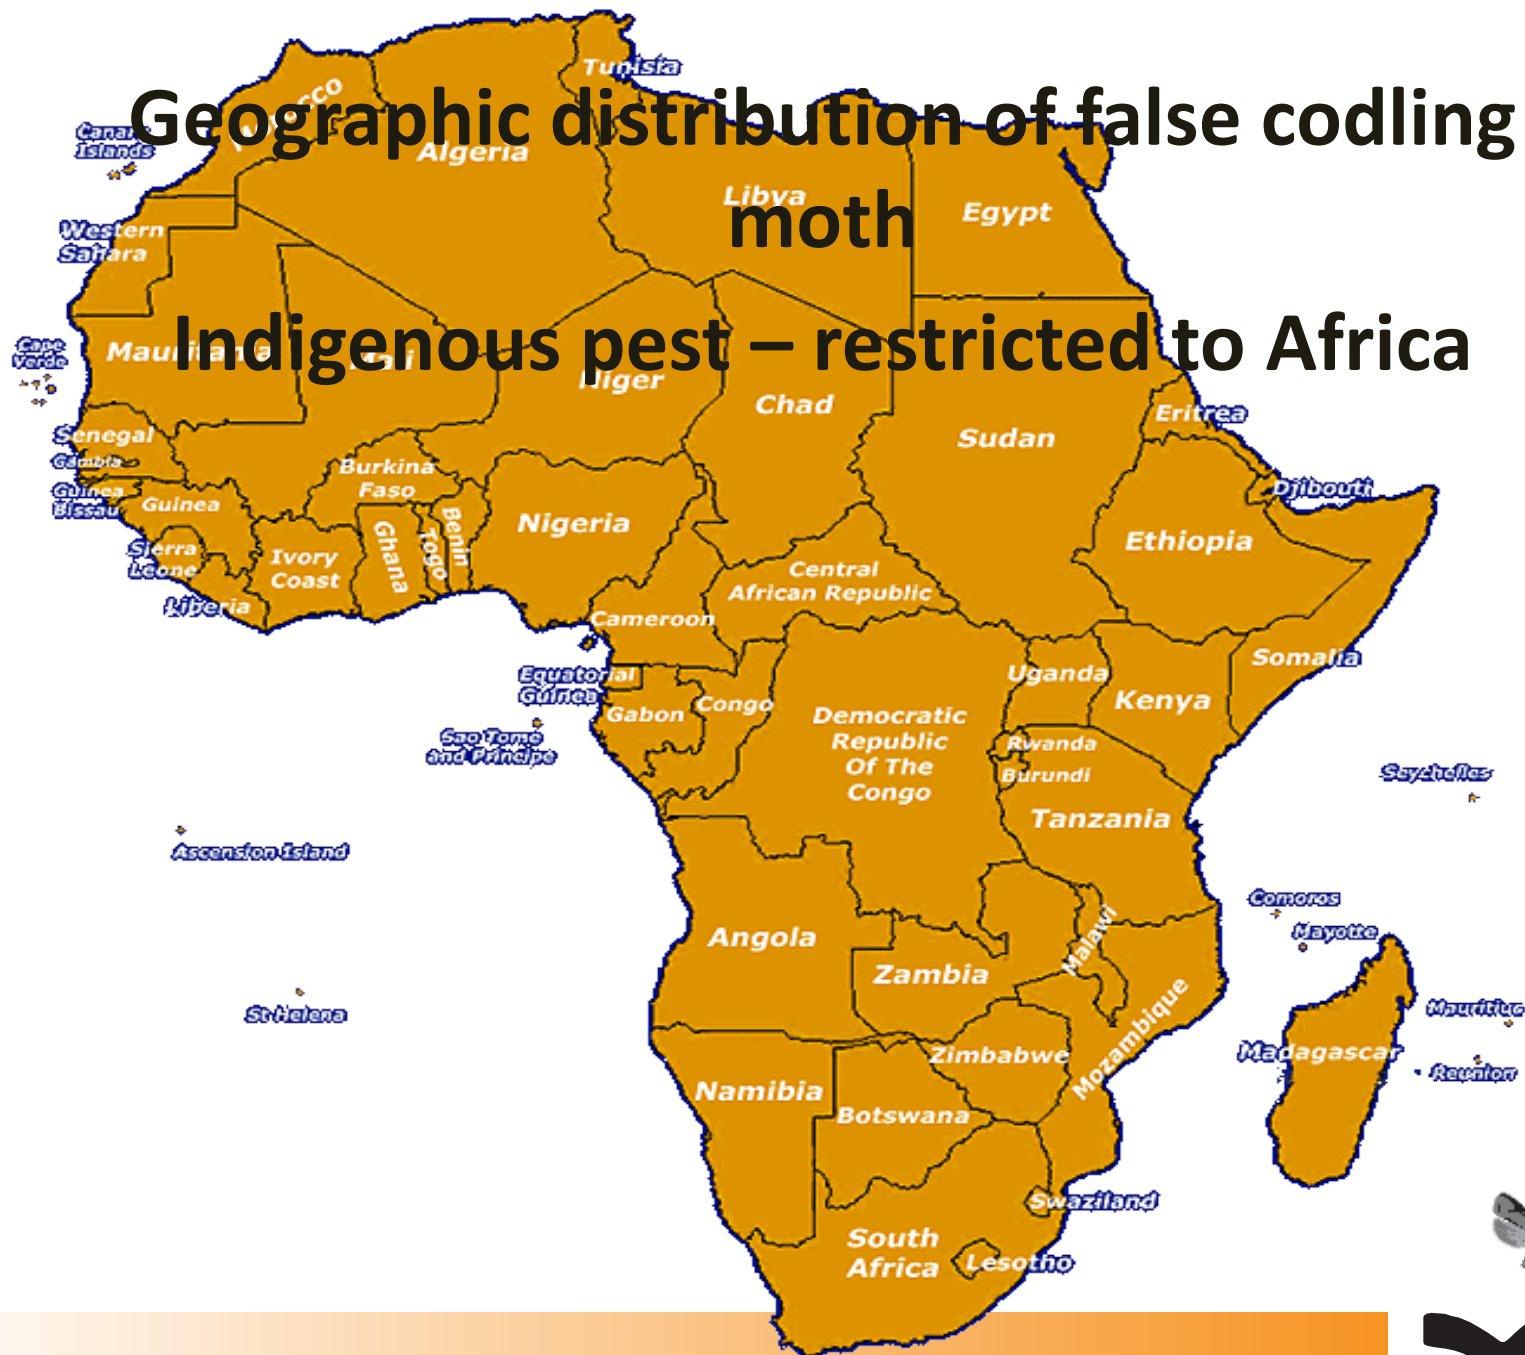 Geographic distribution of false codling
moth
Indigenous pest – restricted to Africa
Tunisia
Morocco
Canary
Islands
Algeria
Libya
Egypt
Western
Sahara
Cape
Verde
Mauritania
Mali
Niger
Chad
Sudan
Eritrea
Senegal
Gambia
Guinea
Bissau
Guinea
Burkina
Faso
Djibouti
Sierra
Leone
Liberia
Ivory
Coast
Ghana
Togo
Benin
Nigeria
Ethiopia
Central
African Republic
Cameroon
Equatorial
Guinea
Gabon
Congo
Sao Tome
and Principe
Democratic
Republic
Of The
Congo
Uganda
Kenya
Somalia
Rwanda
Burundi
Tanzania
Seychelles
Ascension Island
Comoros
Mayotte
Angola
Zambia
Malawi
Mozambique
St Helena
Mauritius
Madagascar
Reunion
Zimbabwe
Namibia
Botswana
Swaziland
South
Africa
Lesotho